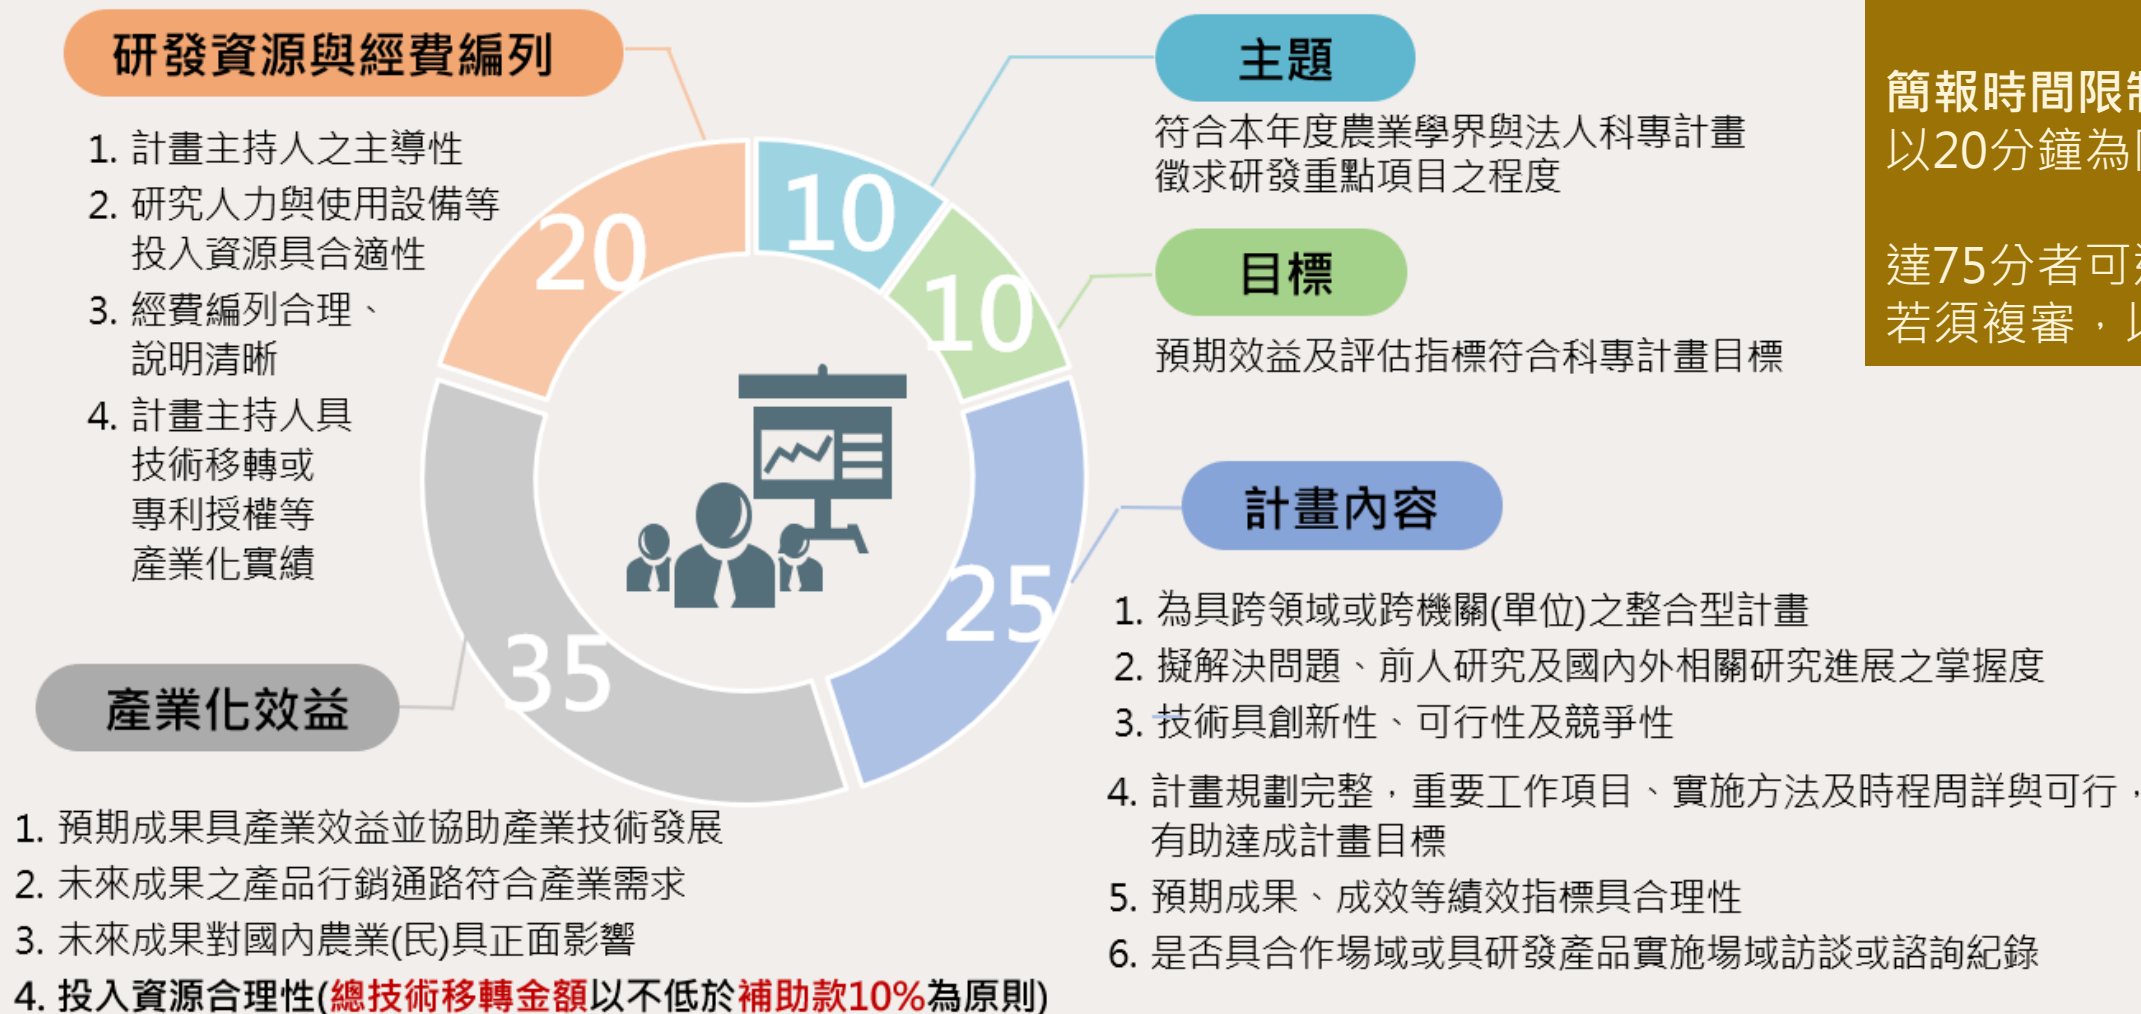 研發資源與經費編列
1. 計畫主持人之主導性
2. 研究人力與使用設備等
投入資源具合適性
3. 經費編列合理、
說明清晰
4. 計畫主持人具
技術移轉或
專利授權等
產業化實績
20
主題
符合本年度農業學界與法人科專計畫
徵求研發重點項目之程度
10
目標
預期效益及評估指標符合科專計畫目標
10
簡報時間限制
以20分鐘為限
達75分者可
若須複審，以
計畫內容
1. 為具跨領域或跨機關(單位)之整合型計畫
2. 擬解決問題、前人研究及國內外相關研究進展之掌握度
3. 技術具創新性、可行性及競爭性
4. 計畫規劃完整，重要工作項目、實施方法及時程周詳與可行，
有助達成計畫目標
5. 預期成果、成效等績效指標具合理性
6. 是否具合作場域或具研發產品實施場域訪談或諮詢紀錄
25
產業化效益
35
1. 預期成果具產業效益並協助產業技術發展
2. 未來成果之產品行銷通路符合產業需求
3. 未來成果對國內農業(民)具正面影響
4. 投入資源合理性(總技術移轉金額以不低於補助款10%為原則)